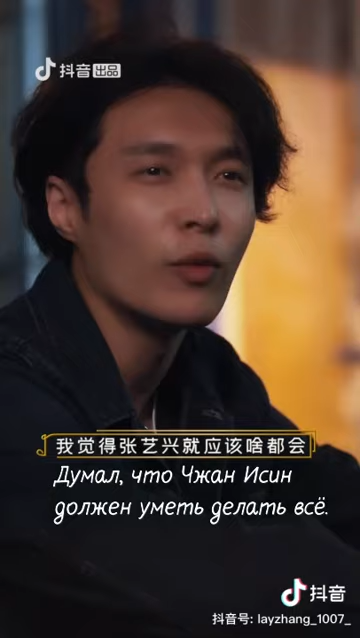 抖音出品
我觉得张艺兴就应该啥都会
Думал, что Чжан Исин
должен уметь делать всё.
抖音
抖音号: layzhang_1007_